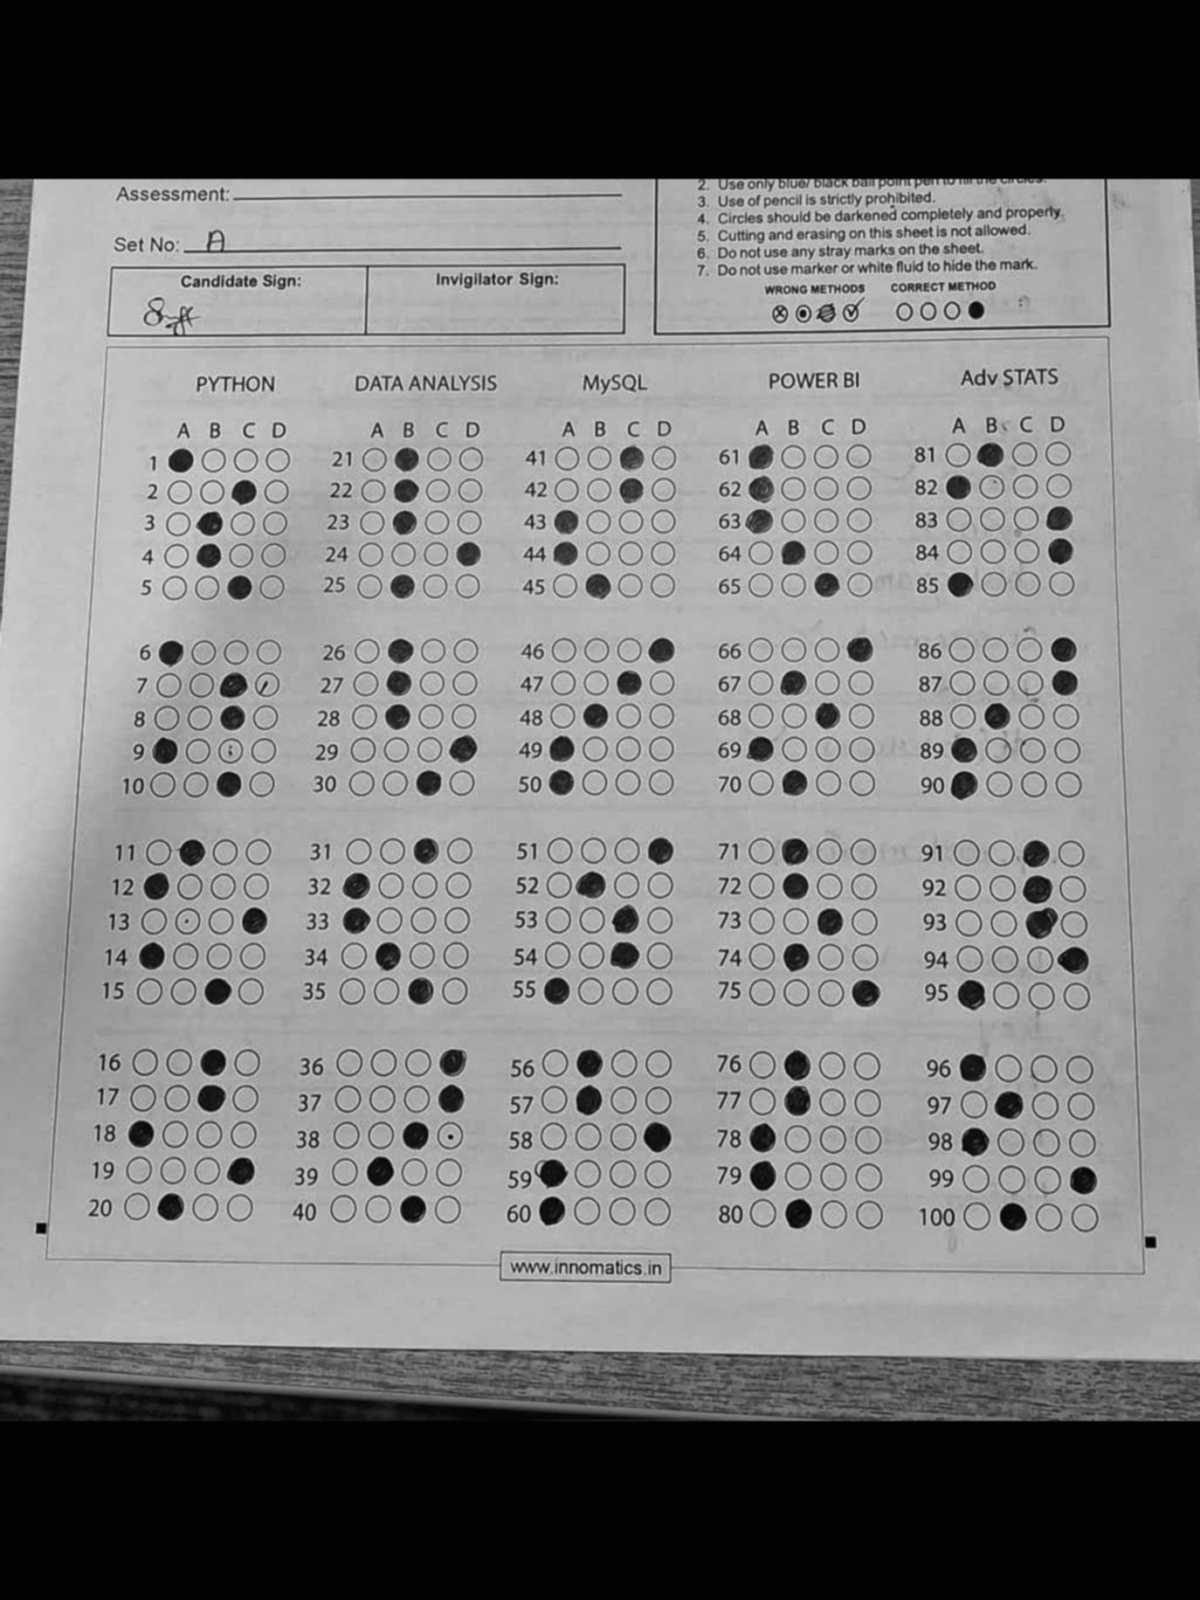 Assessment:
2. Use only blue/ black ball point pen to fill the circles.
3. Use of pencil is strictly prohibited.
4. Circles should be darkened completely and properly.
5. Cutting and erasing on this sheet is not allowed.
6. Do not use any stray marks on the sheet.
7. Do not use marker or white fluid to hide the mark.
WRONG METHODS CORRECT METHOD
Set No: A
Candidate Sign: Invigilator Sign:
PYTHON DATA ANALYSIS MySQL POWER BI Adv STATS
A B C D A B C D A B C D A B C D A B C D
1 21 41 61 81
2 22 42 62 82
3 23 43 63 83
4 24 44 64 84
5 25 45 65 85
6 26 46 66 86
7 27 47 67 87
8 28 48 68 88
9 29 49 69 89
10 30 50 70 90
11 31 51 71 91
12 32 52 72 92
13 33 53 73 93
14 34 54 74 94
15 35 55 75 95
16 36 56 76 96
17 37 57 77 97
18 38 58 78 98
19 39 59 79 99
20 40 60 80 100
www.innomatics.in